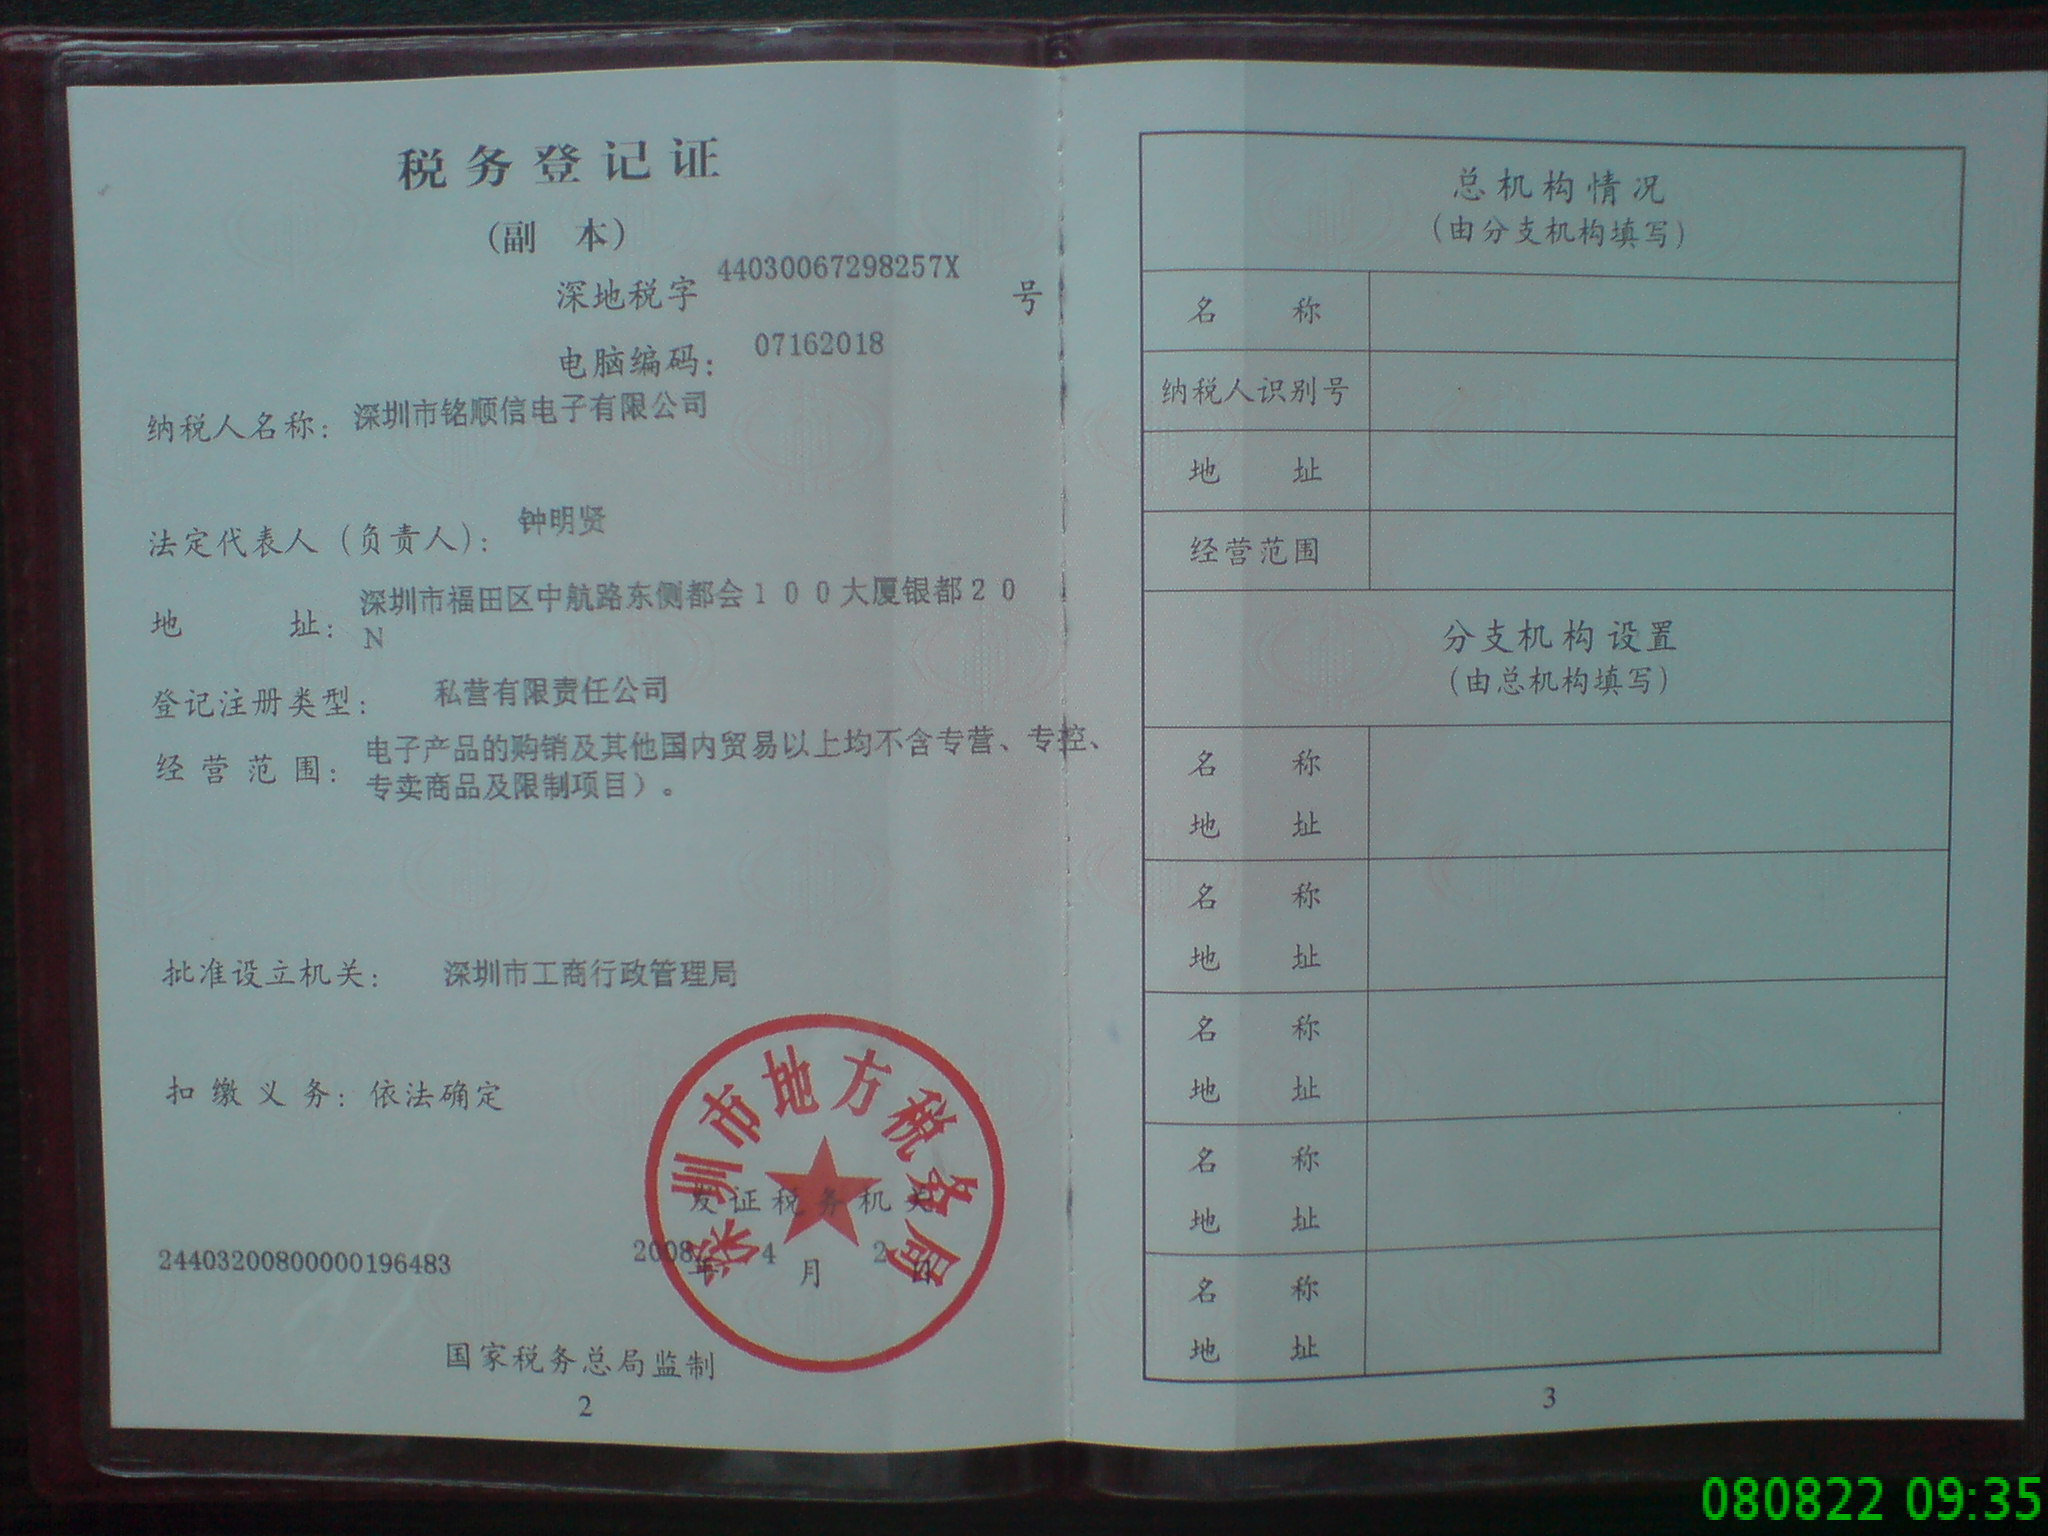 税务登记证
(副 本)
深地税字 44030067298257X 号
电脑编码: 07162018
纳税人名称: 深圳市铭顺信电子有限公司
法定代表人(负责人): 钟明贤
地 址: 深圳市福田区中航路东侧都会100大厦银都20
N
登记注册类型: 私营有限责任公司
经营范围: 电子产品的购销及其他国内贸易以上均不含专营、专控、
专卖商品及限制项目)。
批准设立机关: 深圳市工商行政管理局
扣缴义务: 依法确定
深圳市地方税务局
发证税务机关
24403200800000196483
2008年 4月 2日
国家税务总局监制
2
总机构情况
(由分支机构填写)
名 称
纳税人识别号
地 址
经营范围
分支机构设置
(由总机构填写)
名 称
地 址
名 称
地 址
名 称
地 址
名 称
地 址
名 称
地 址
3
080822 09:35